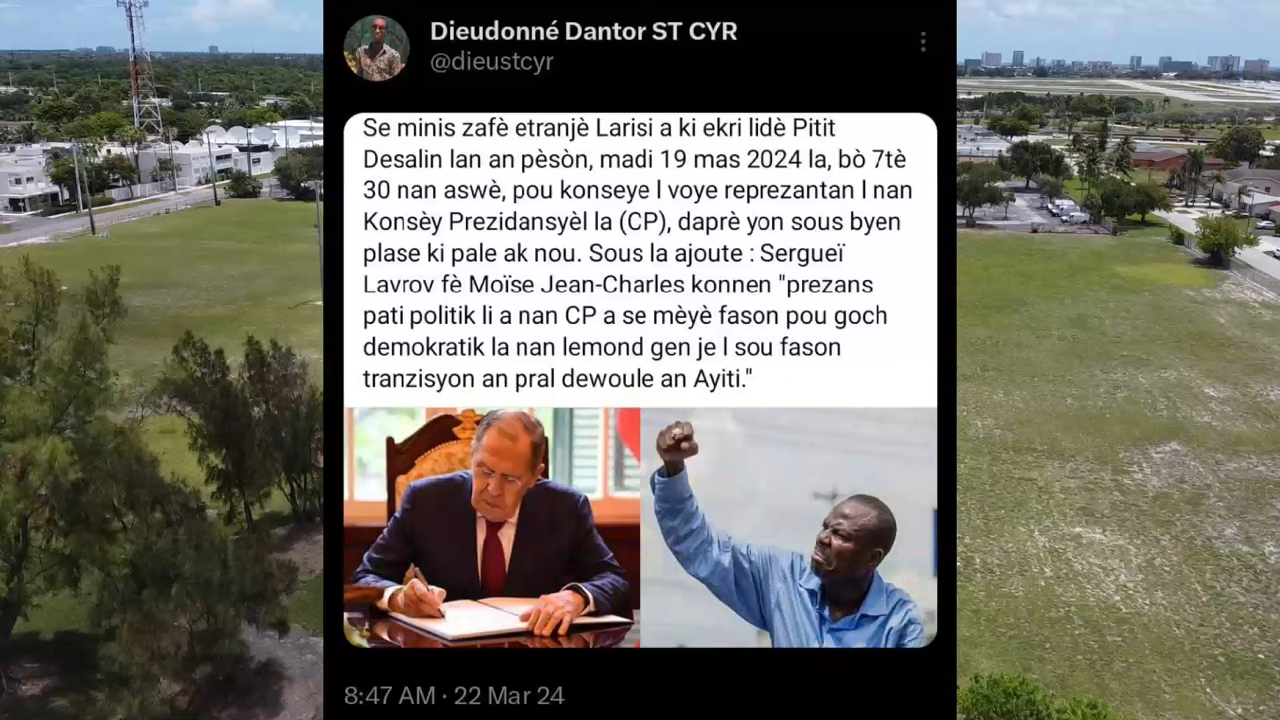 Dieudonné Dantor ST CYR
@dieustcyr
Se minis zafè etranjè Larisi a ki ekri lidè Pitit
Desalin lan an pèsòn, madi 19 mas 2024 la, bò 7tè
30 nan aswè, pou konseye l voye reprezantan l nan
Konsèy Prezidansyèl la (CP), daprè yon sous byen
plase ki pale ak nou. Sous la ajoute : Sergueï
Lavrov fè Moïse Jean-Charles konnen "prezans
pati politik li a nan CP a se mèyè fason pou goch
demokratik la nan lemond gen je l sou fason
tranzisyon an pral dewoule an Ayiti."
8:47 AM · 22 Mar 24